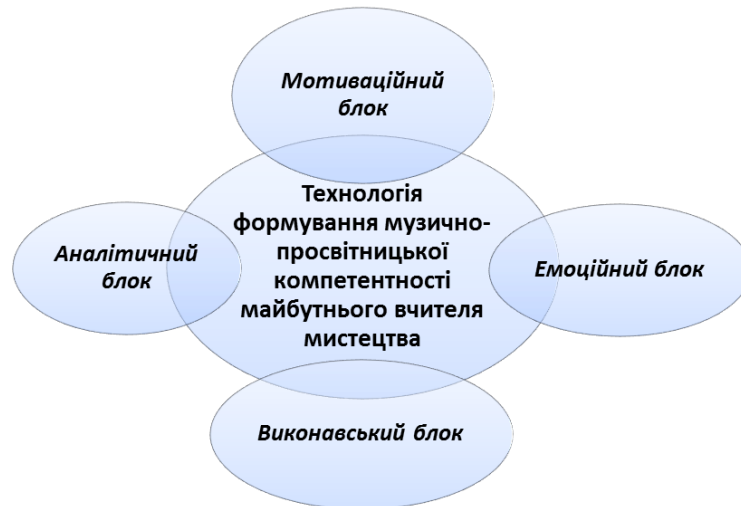 Мотиваційний
блок
Технологія
формування музично-
просвітницької
компетентності
майбутнього вчителя
мистецтва
Аналітичний
блок
Емоційний блок
Виконавський блок